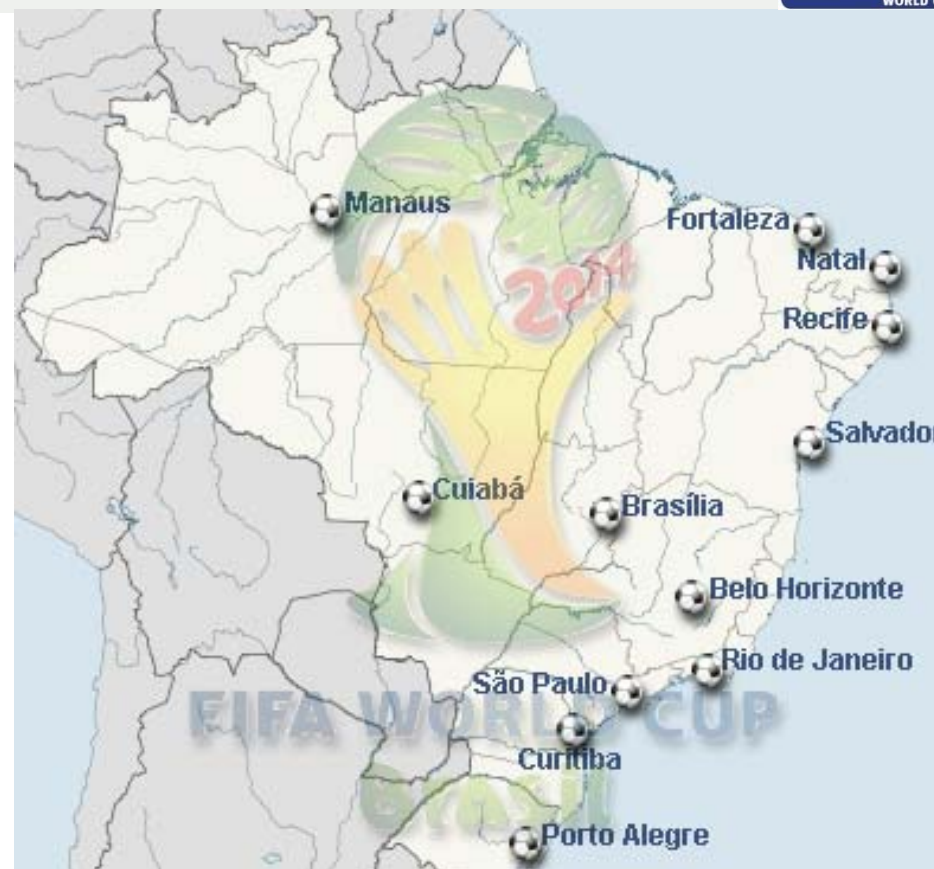 WORLD
Manaus
Fortaleza
2014
Natal
Recife
Salvador
Cuiabá
Brasília
Belo Horizonte
Rio de Janeiro
São Paulo
FIFA WORLD CUP
Curitiba
Brasil
Porto Alegre